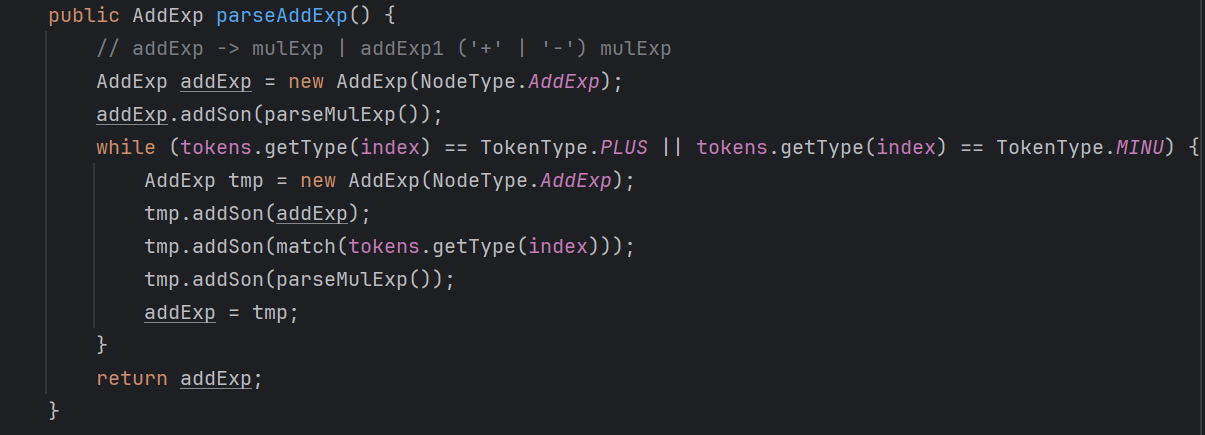 public AddExp parseAddExp() {
    // addExp -> mulExp | addExp1 ('+' | '-') mulExp
    AddExp addExp = new AddExp(NodeType.AddExp);
    addExp.addSon(parseMulExp());
    while (tokens.getType(index) == TokenType.PLUS || tokens.getType(index) == TokenType.MINU) {
        AddExp tmp = new AddExp(NodeType.AddExp);
        tmp.addSon(addExp);
        tmp.addSon(match(tokens.getType(index)));
        tmp.addSon(parseMulExp());
        addExp = tmp;
    }
    return addExp;
}